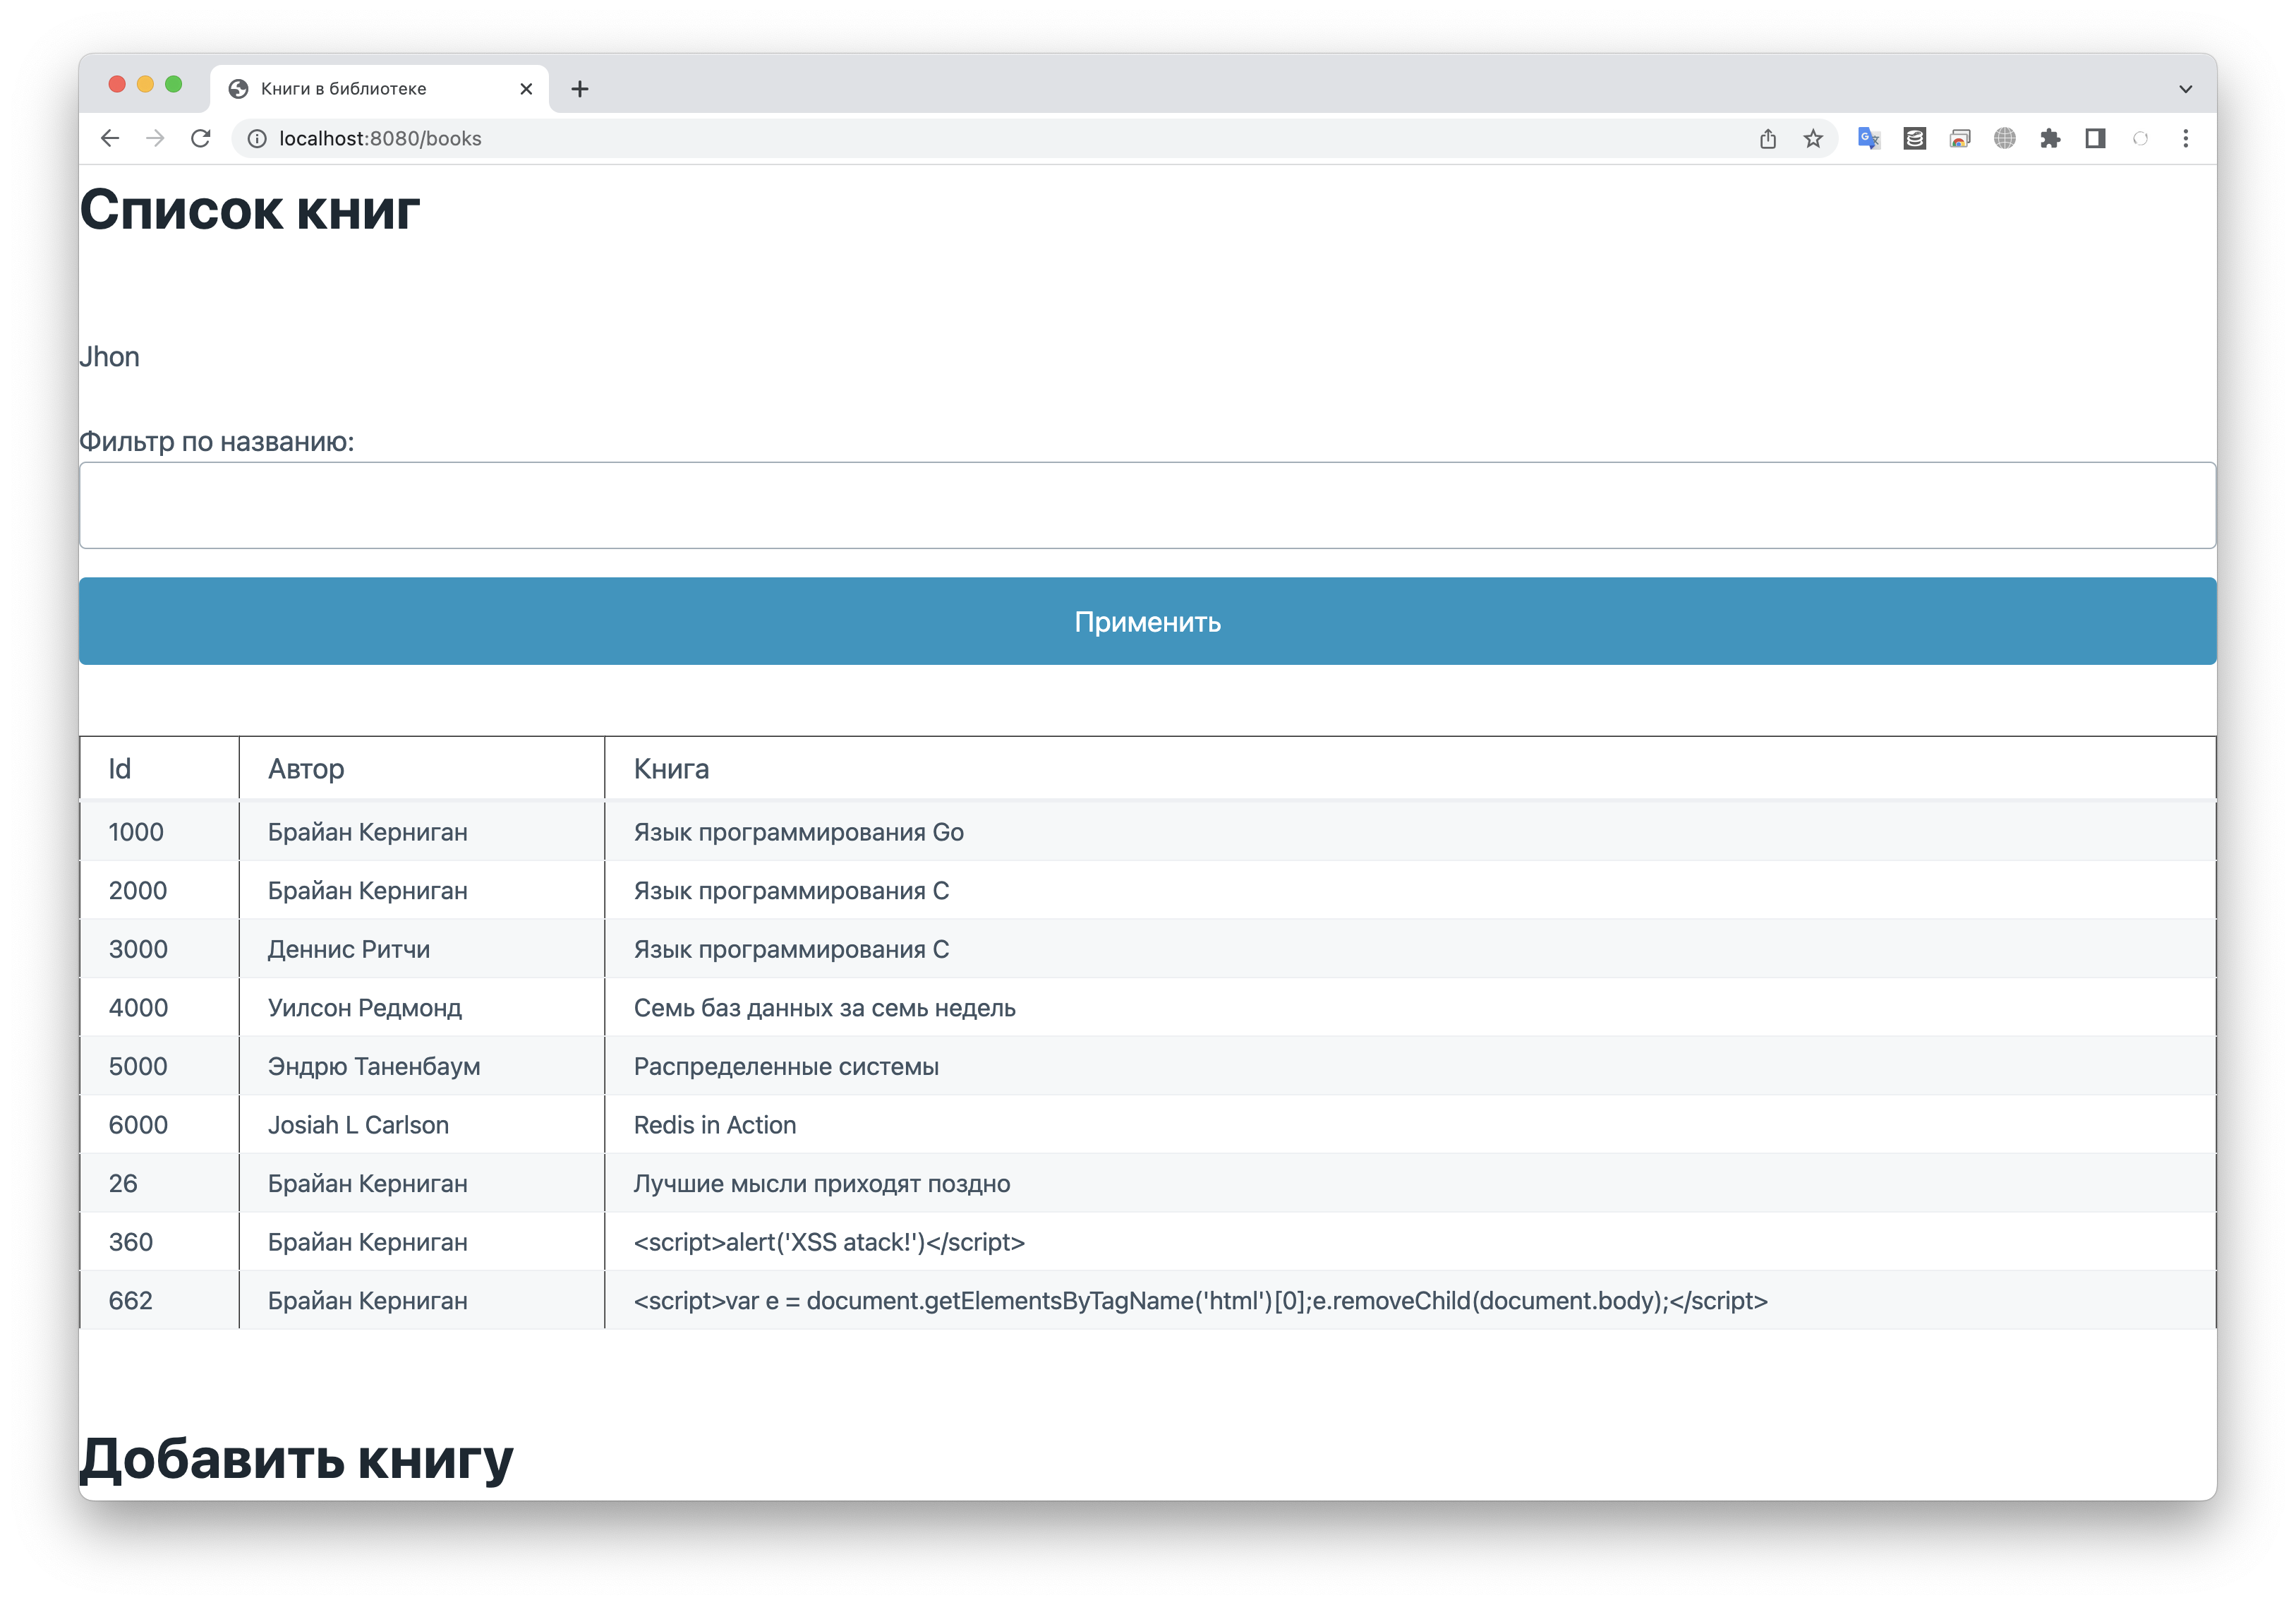 Книги в библиотеке
localhost:8080/books
Список книг
Jhon
Фильтр по названию:
Применить
Id Автор Книга
1000 Брайан Керниган Язык программирования Go
2000 Брайан Керниган Язык программирования C
3000 Деннис Ритчи Язык программирования C
4000 Уилсон Редмонд Семь баз данных за семь недель
5000 Эндрю Таненбаум Распределенные системы
6000 Josiah L Carlson Redis in Action
26 Брайан Керниган Лучшие мысли приходят поздно
360 Брайан Керниган <script>alert('XSS atack!')</script>
662 Брайан Керниган <script>var e = document.getElementsByTagName('html')[0];e.removeChild(document.body);</script>
Добавить книгу